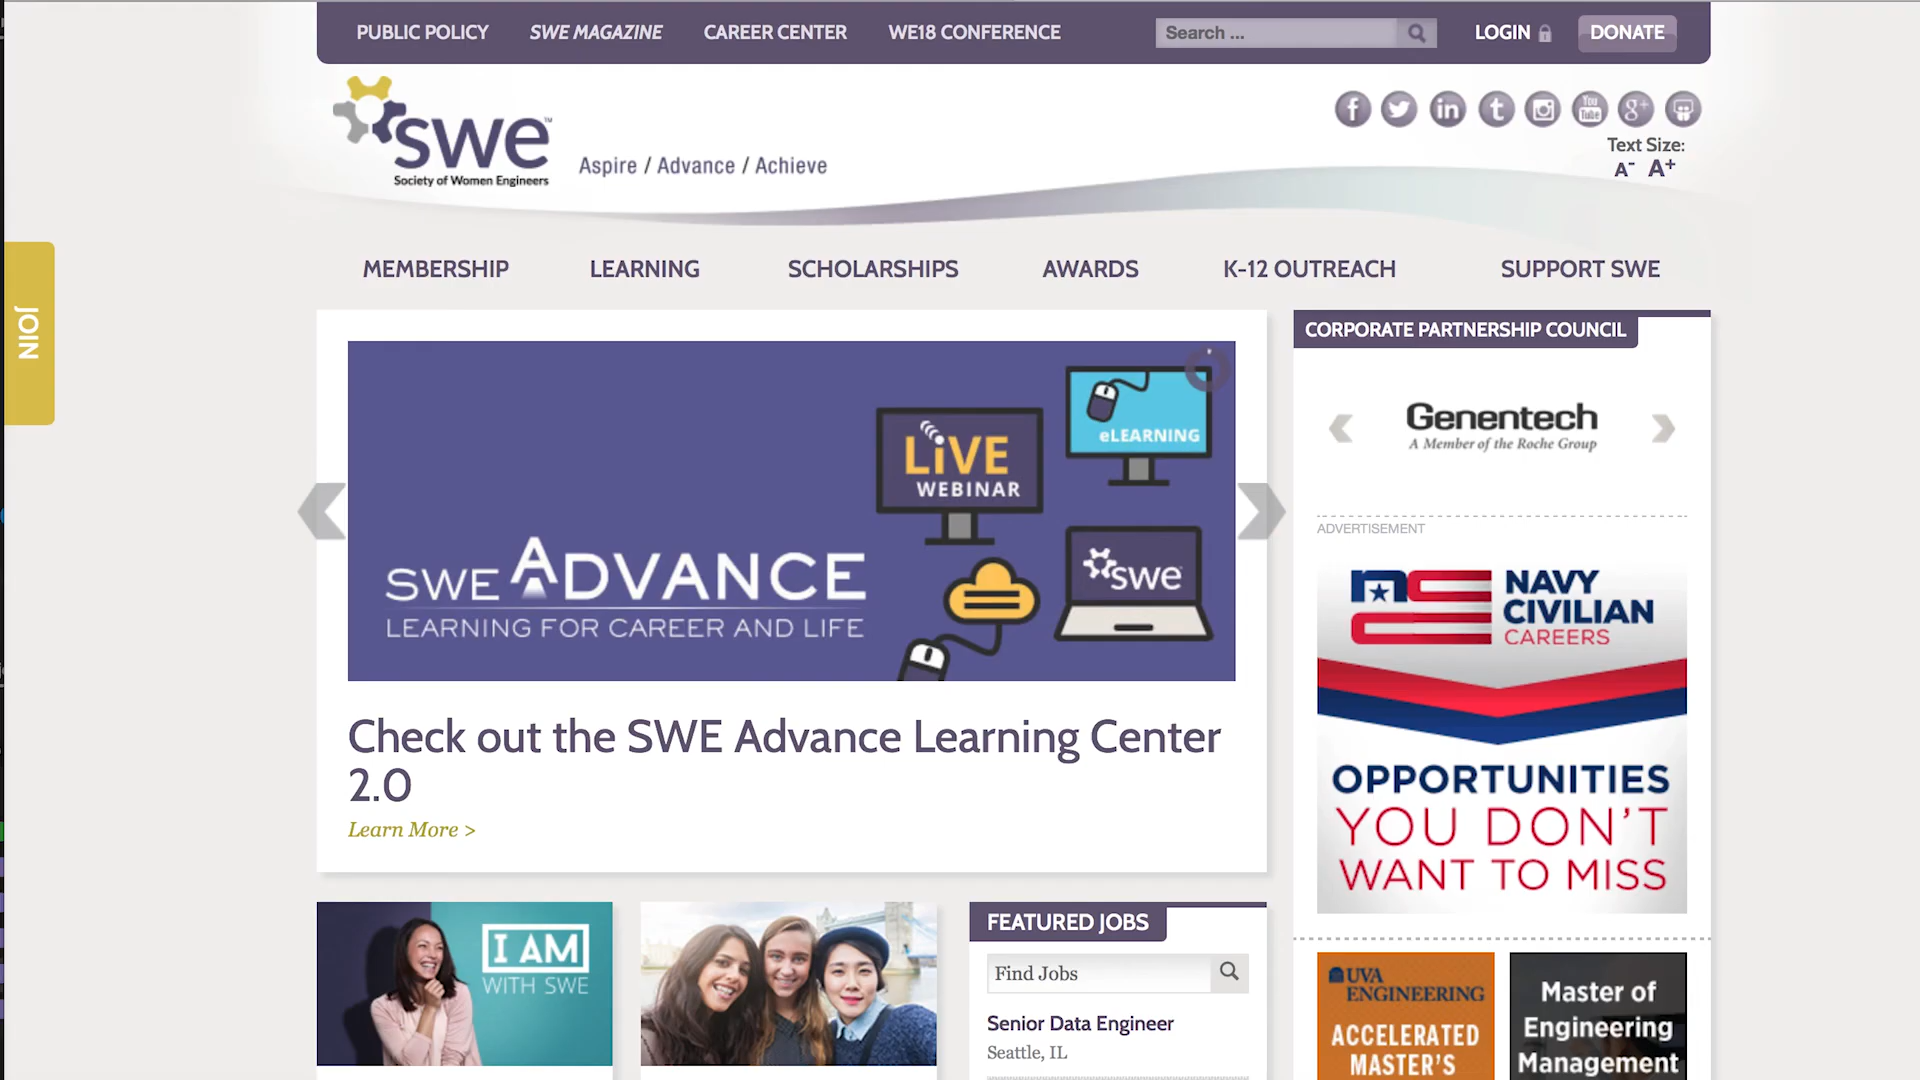 PUBLIC POLICY
SWE MAGAZINE
CAREER CENTER
WE18 CONFERENCE
Search ...
LOGIN
DONATE
swe™
Society of Women Engineers
Aspire / Advance / Achieve
f
in
t
You
Tube
g+
Text Size:
A- A+
MEMBERSHIP
LEARNING
SCHOLARSHIPS
AWARDS
K-12 OUTREACH
SUPPORT SWE
JOIN
LiVE
WEBINAR
eLEARNING
swe
SWE ADVANCE
LEARNING FOR CAREER AND LIFE
Check out the SWE Advance Learning Center
2.0
Learn More >
CORPORATE PARTNERSHIP COUNCIL
Genentech
A Member of the Roche Group
ADVERTISEMENT
NAVY
CIVILIAN
CAREERS
OPPORTUNITIES
YOU DON'T
WANT TO MISS
I AM
WITH SWE
FEATURED JOBS
Find Jobs
Senior Data Engineer
Seattle, IL
UVA
ENGINEERING
ACCELERATED
MASTER'S
Master of
Engineering
Management